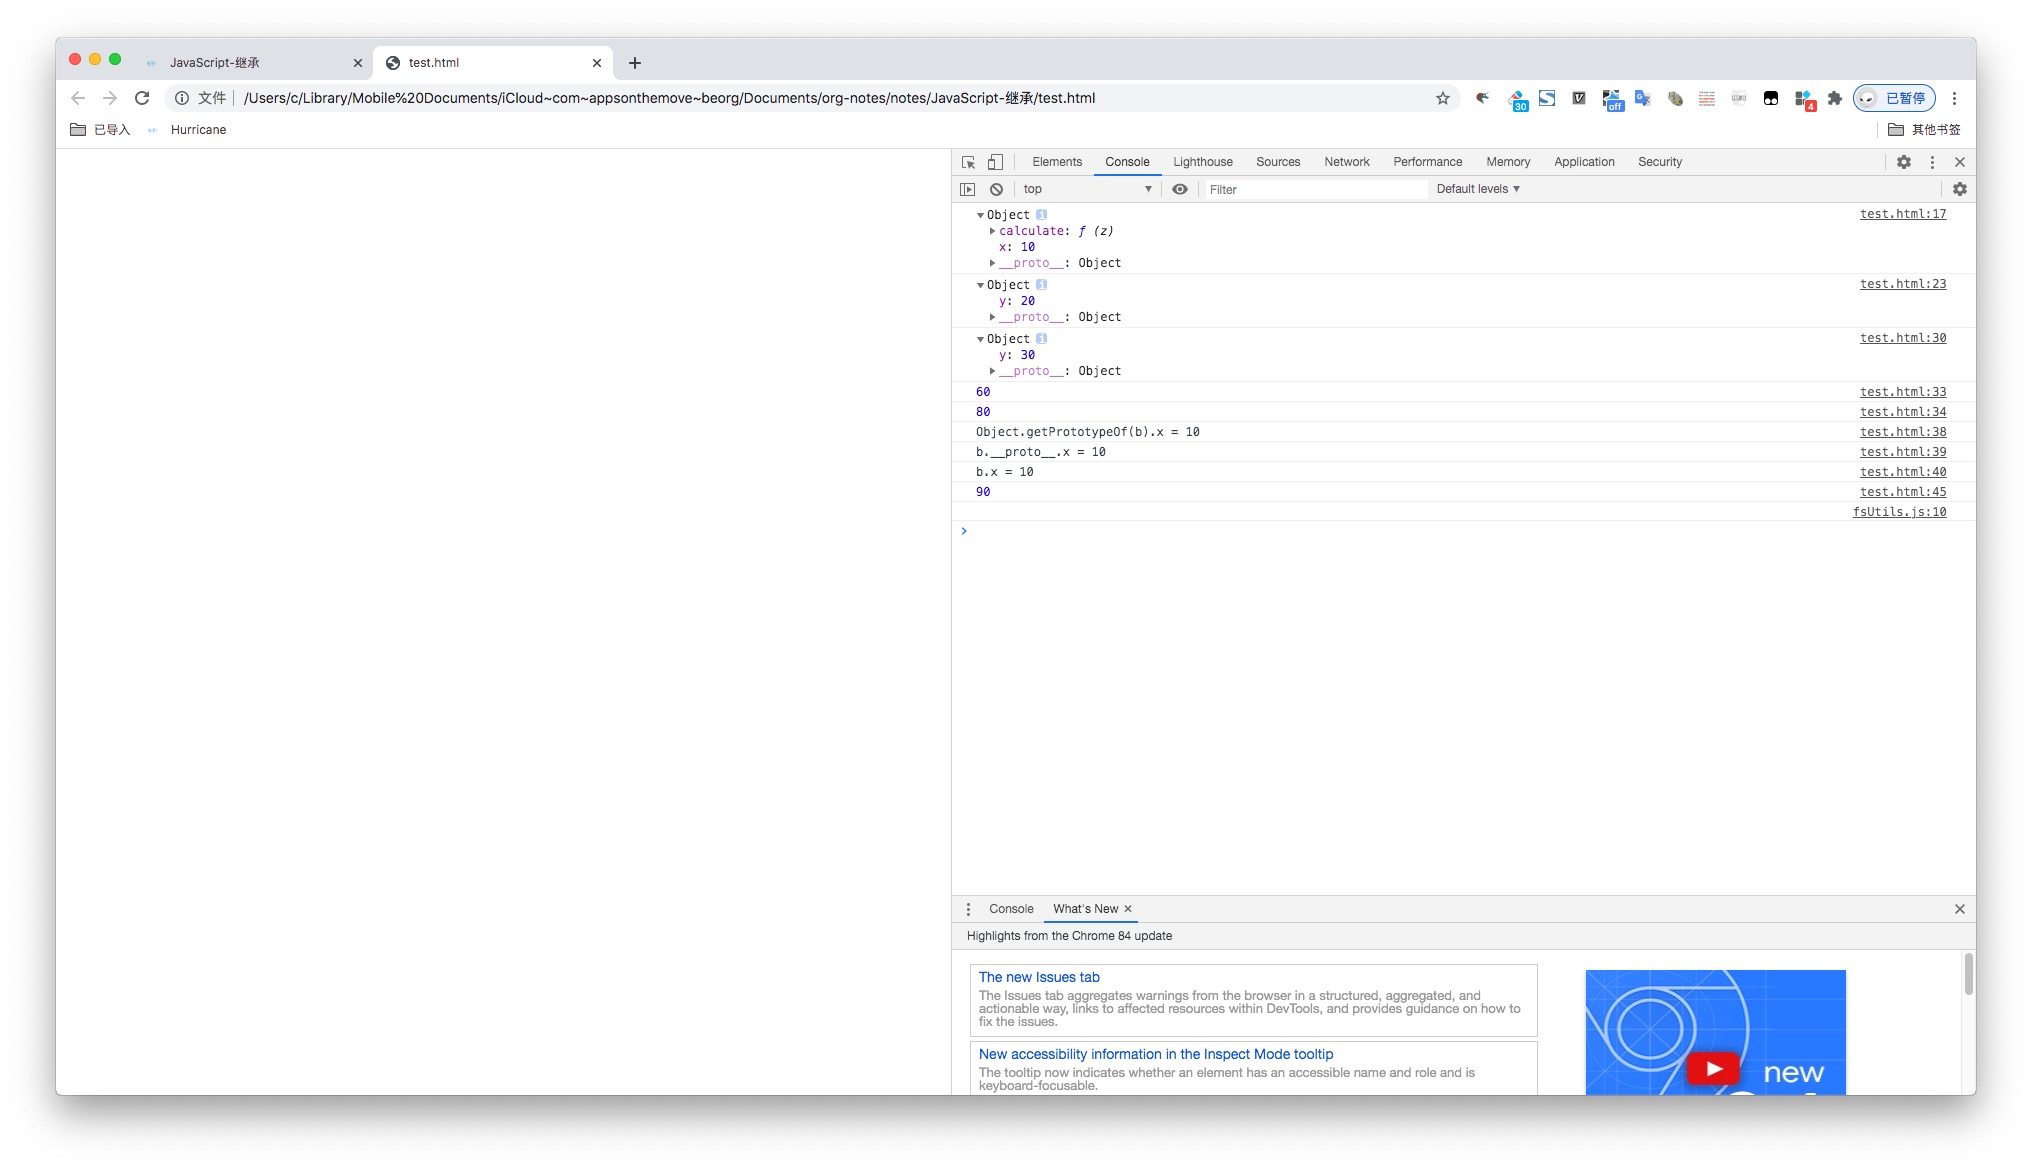 JavaScript-继承
test.html
文件
/Users/c/Library/Mobile%20Documents/iCloud~com~appsonthemove~beorg/Documents/org-notes/notes/JavaScript-继承/test.html
30
off
4
已暂停
已导入
Hurricane
其他书签
Elements Console Lighthouse Sources Network Performance Memory Application Security
top Filter Default levels
Object test.html:17
calculate: ƒ (z)
x: 10
__proto__: Object
Object test.html:23
y: 20
__proto__: Object
Object test.html:30
y: 30
__proto__: Object
60 test.html:33
80 test.html:34
Object.getPrototypeOf(b).x = 10 test.html:38
b.__proto__.x = 10 test.html:39
b.x = 10 test.html:40
90 test.html:45
fsUtils.js:10
Console What's New
Highlights from the Chrome 84 update
The new Issues tab
The Issues tab aggregates warnings from the browser in a structured, aggregated, and
actionable way, links to affected resources within DevTools, and provides guidance on how to
fix the issues.
New accessibility information in the Inspect Mode tooltip
The tooltip now indicates whether an element has an accessible name and role and is
keyboard-focusable.
new